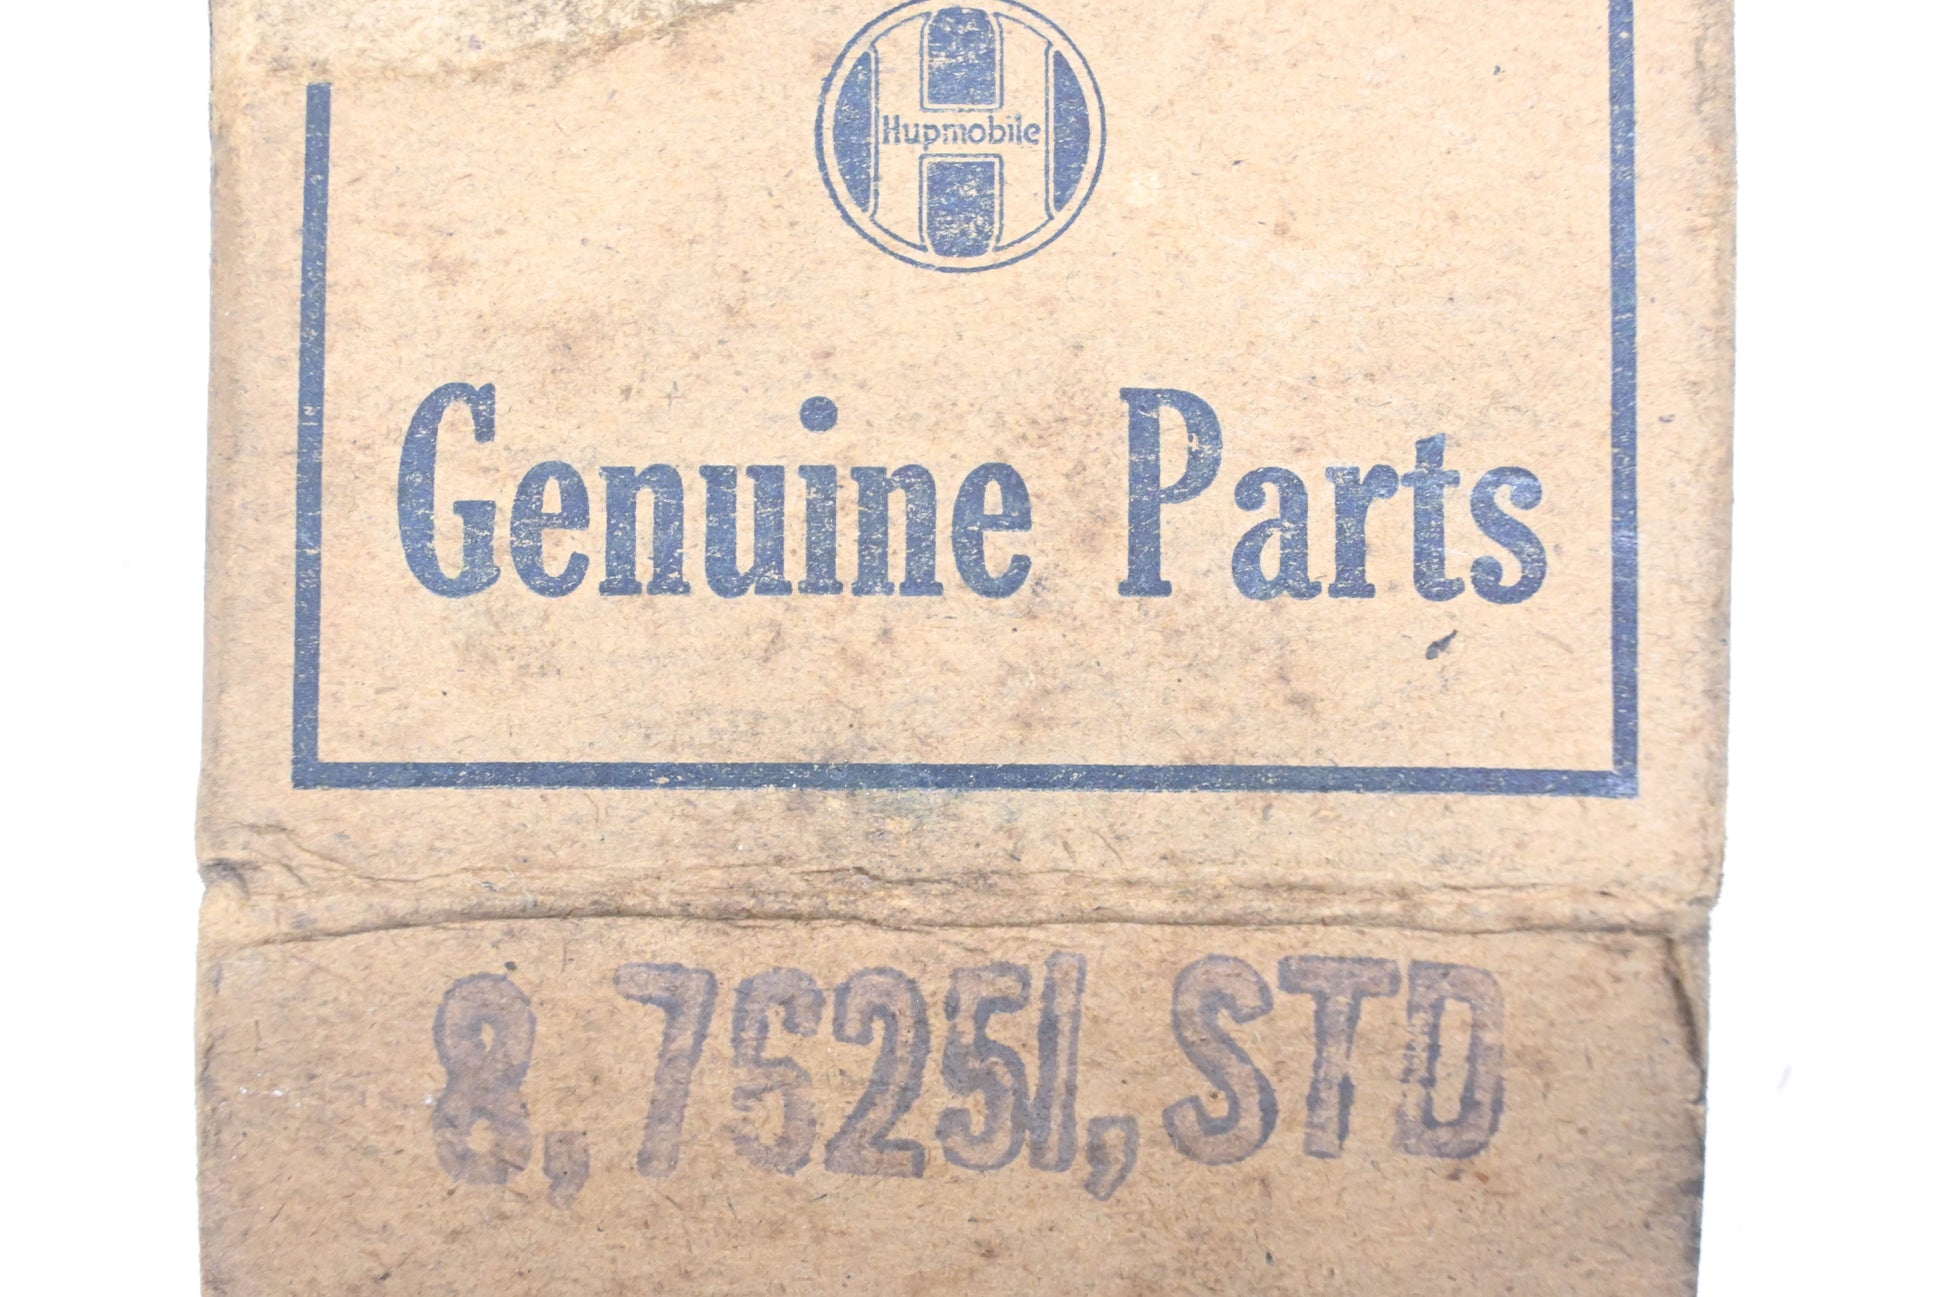 Hupmobile
Genuine Parts
8,75251,STD